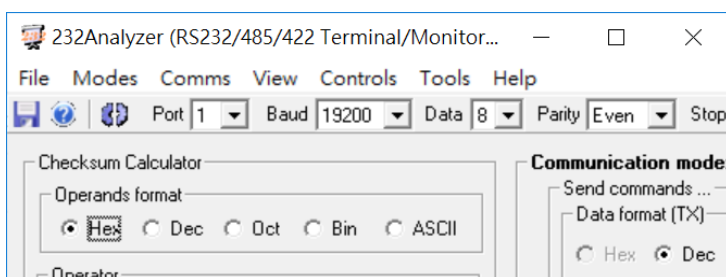 232Analyzer (RS232/485/422 Terminal/Monitor...
File Modes Comms View Controls Tools Help
Port 1 Baud 19200 Data 8 Parity Even Stop
Checksum Calculator
Operands format
Hex Dec Oct Bin ASCII
Operator
Communication mode
Send commands ...
Data format (TX)
Hex Dec